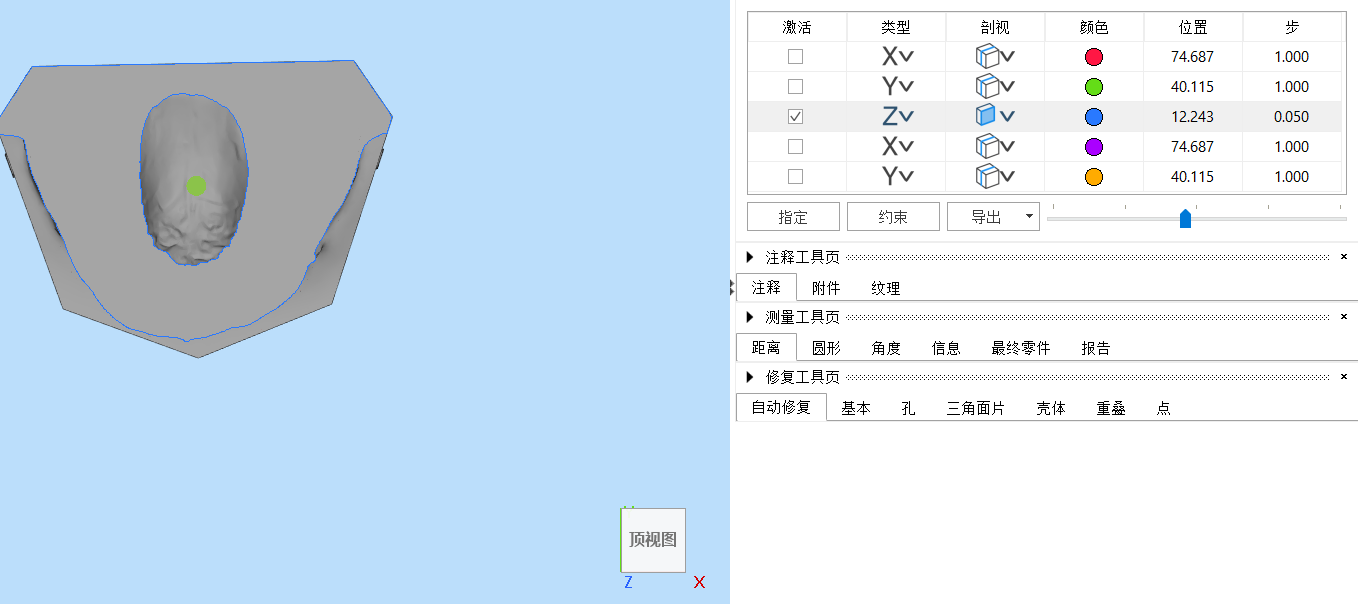 激活 类型 剖视 颜色 位置 步
X 74.687 1.000
Y 40.115 1.000
Z 12.243 0.050
X 74.687 1.000
Y 40.115 1.000
指定 约束 导出
注释工具页
注释 附件 纹理
测量工具页
距离 圆形 角度 信息 最终零件 报告
修复工具页
自动修复 基本 孔 三角面片 壳体 重叠 点
顶视图
Z X